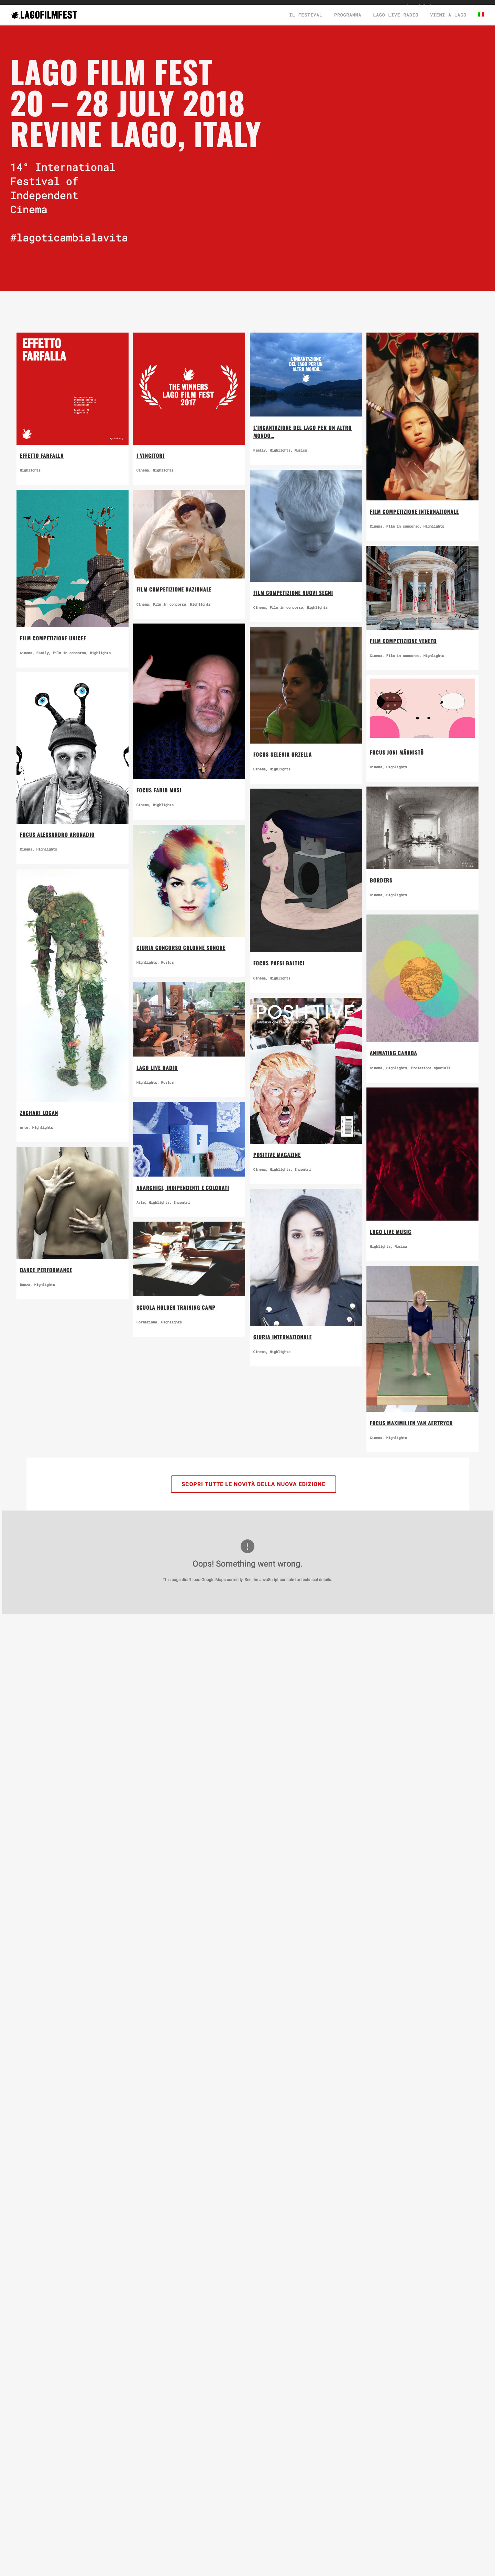 LAGOFILMFEST
IL FESTIVAL
PROGRAMMA
LAGO LIVE RADIO
VIENI A LAGO
LAGO FILM FEST
20 – 28 JULY 2018
REVINE LAGO, ITALY
14° International
Festival of
Independent
Cinema
#lagoticambialavita
EFFETTO
FARFALLA
EFFETTO FARFALLA
Highlights
FILM COMPETIZIONE UNICEF
Cinema, Family, Film in concorso, Highlights
FOCUS ALESSANDRO ARONADIO
Cinema, Highlights
ZACHARI LOGAN
Arte, Highlights
DANCE PERFORMANCE
Danza, Highlights
THE WINNERS
LAGO FILM FEST
2017
I VINCITORI
Cinema, Highlights
FILM COMPETIZIONE NAZIONALE
Cinema, Film in concorso, Highlights
FOCUS FABIO MASI
Cinema, Highlights
GIURIA CONCORSO COLONNE SONORE
Highlights, Musica
LAGO LIVE RADIO
Highlights, Musica
F
ANARCHICI, INDIPENDENTI E COLORATI
Arte, Highlights, Incontri
SCUOLA HOLDEN TRAINING CAMP
Formazione, Highlights
L'INCANTAZIONE
DEL LAGO PER UN
ALTRO MONDO..
L'INCANTAZIONE DEL LAGO PER UN ALTRO
MONDO…
Family, Highlights, Musica
FILM COMPETIZIONE NUOVI SEGNI
Cinema, Film in concorso, Highlights
FOCUS SELENIA ORZELLA
Cinema, Highlights
FOCUS PAESI BALTICI
Cinema, Highlights
POSITIVE
POSITIVE MAGAZINE
Cinema, Highlights, Incontri
GIURIA INTERNAZIONALE
Cinema, Highlights
FILM COMPETIZIONE INTERNAZIONALE
Cinema, Film in concorso, Highlights
FILM COMPETIZIONE VENETO
Cinema, Film in concorso, Highlights
FOCUS JONI MÄNNISTÖ
Cinema, Highlights
BORDERS
Cinema, Highlights
ANIMATING CANADA
Cinema, Highlights, Proiezioni speciali
LAGO LIVE MUSIC
Highlights, Musica
FOCUS MAXIMILIEN VAN AERTRYCK
Cinema, Highlights
SCOPRI TUTTE LE NOVITÀ DELLA NUOVA EDIZIONE
Oops! Something went wrong.
This page didn't load Google Maps correctly. See the JavaScript console for technical details.